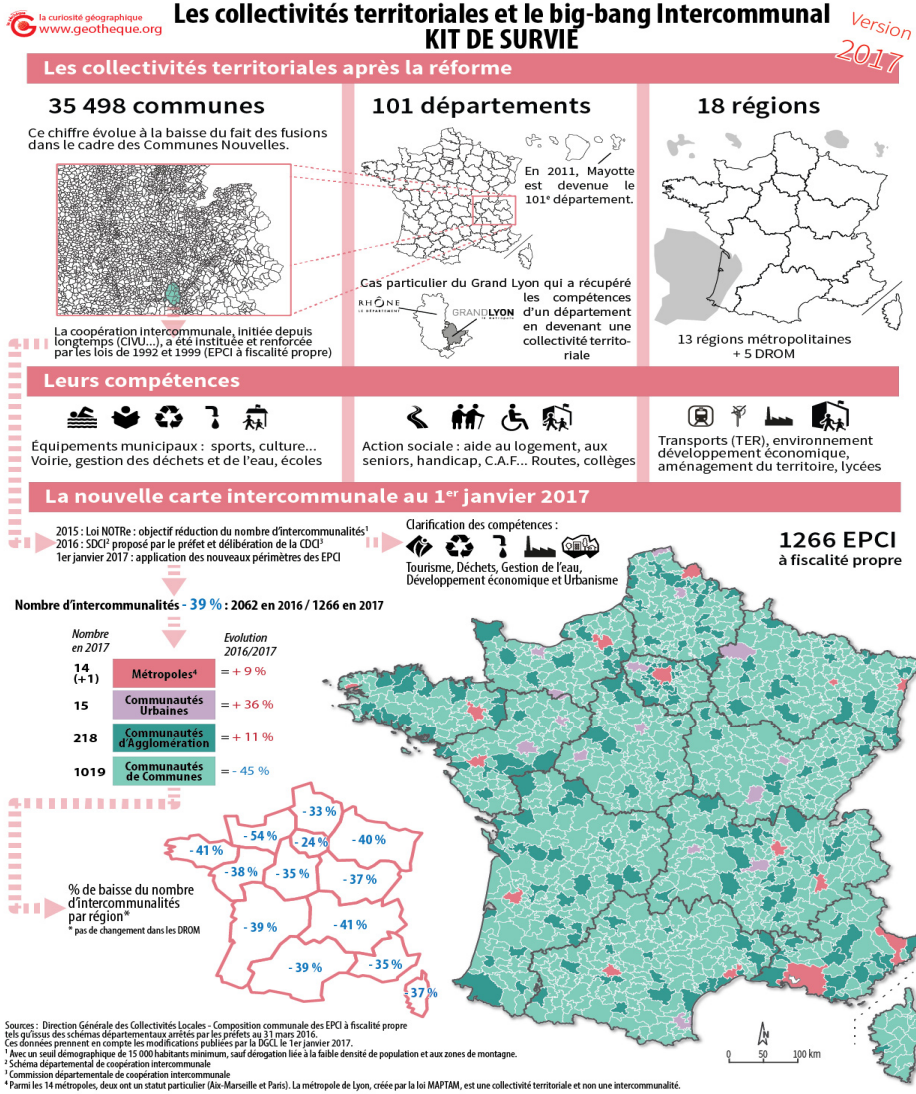 la curiosité géographique
www.geotheque.org
Les collectivités territoriales et le big-bang Intercommunal
KIT DE SURVIE
Version
2017
Les collectivités territoriales après la réforme
35 498 communes
Ce chiffre évolue à la baisse du fait des fusions
dans le cadre des Communes Nouvelles.
La coopération intercommunale, initiée depuis
longtemps (CIVU...), a été instituée et renforcée
par les lois de 1992 et 1999 (EPCI à fiscalité propre)
101 départements
En 2011, Mayotte
est devenue le
101e département.
Cas particulier du Grand Lyon qui a récupéré
les compétences
d'un département
en devenant une
collectivité territo-
riale
RHÔNE
LE DÉPARTEMENT
GRANDLYON
la métropole
18 régions
13 régions métropolitaines
+ 5 DROM
Leurs compétences
Équipements municipaux : sports, culture...
Voirie, gestion des déchets et de l'eau, écoles
Action sociale : aide au logement, aux
seniors, handicap, C.A.F... Routes, collèges
Transports (TER), environnement
développement économique,
aménagement du territoire, lycées
La nouvelle carte intercommunale au 1er janvier 2017
2015 : Loi NOTRe : objectif réduction du nombre d'intercommunalités¹
2016 : SDCI² proposé par le préfet et délibération de la CDCI³
1er janvier 2017 : application des nouveaux périmètres des EPCI
Clarification des compétences :
Tourisme, Déchets, Gestion de l'eau,
Développement économique et Urbanisme
1266 EPCI
à fiscalité propre
Nombre d'intercommunalités - 39 % : 2062 en 2016 / 1266 en 2017
Nombre
en 2017
Evolution
2016/2017
14
(+1)
Métropoles⁴
= + 9 %
15
Communautés
Urbaines
= + 36 %
218
Communautés
d'Agglomération
= + 11 %
1019
Communautés
de Communes
= - 45 %
- 33 %
- 54 %
- 24 %
- 40 %
- 41 %
- 38 %
- 35 %
- 37 %
- 39 %
- 41 %
- 39 %
- 35 %
- 37 %
% de baisse du nombre
d'intercommunalités
par région*
* pas de changement dans les DROM
N
0 50 100 km
Sources : Direction Générale des Collectivités Locales - Composition communale des EPCI à fiscalité propre
tels qu'issus des schémas départementaux arrêtés par les préfets au 31 mars 2016.
Ces données prennent en compte les modifications publiées par la DGCL le 1er janvier 2017.
¹ Avec un seuil démographique de 15 000 habitants minimum, sauf dérogation liée à la faible densité de population et aux zones de montagne.
² Schéma départemental de coopération intercommunale
³ Commission départementale de coopération intercommunale
⁴ Parmi les 14 métropoles, deux ont un statut particulier (Aix-Marseille et Paris). La métropole de Lyon, créée par la loi MAPTAM, est une collectivité territoriale et non une intercommunalité.